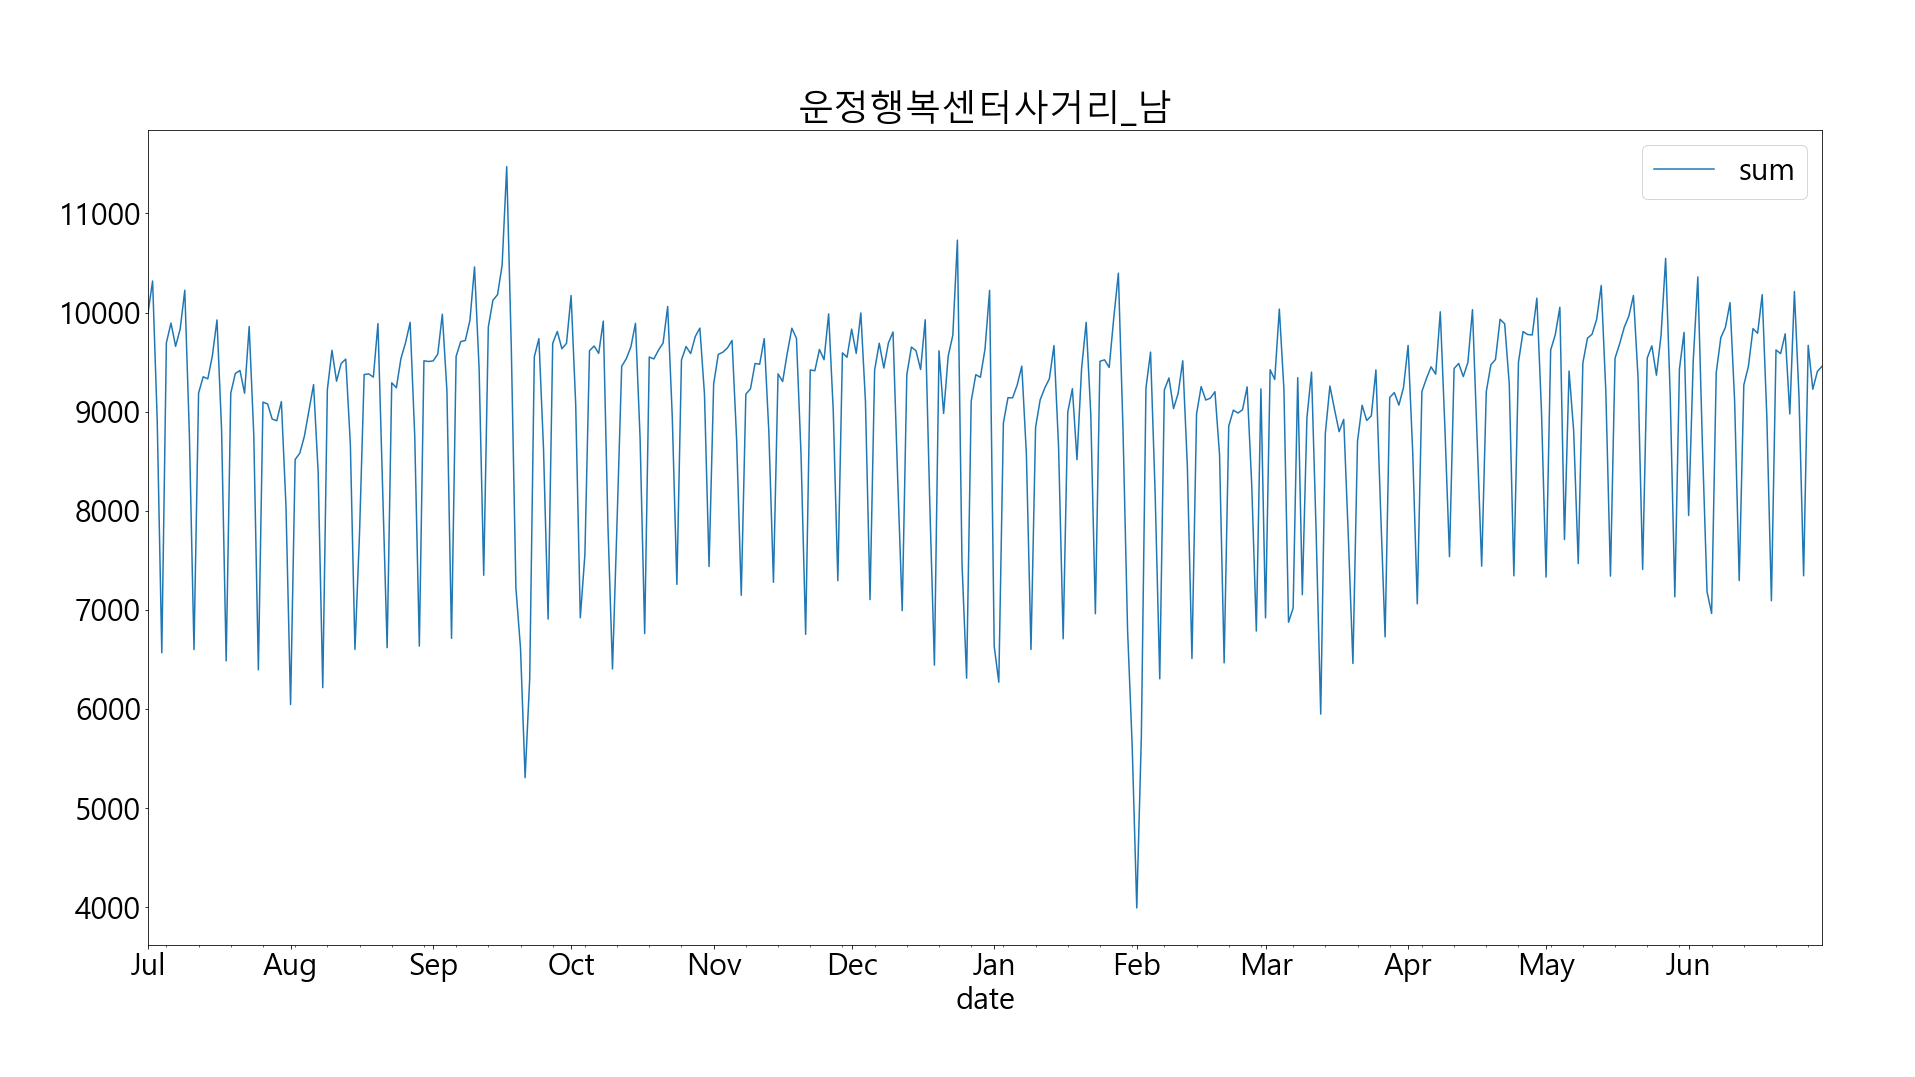 운정행복센터사거리_남
sum
11000
10000
9000
8000
7000
6000
5000
4000
Jul Aug Sep Oct Nov Dec Jan Feb Mar Apr May Jun
date